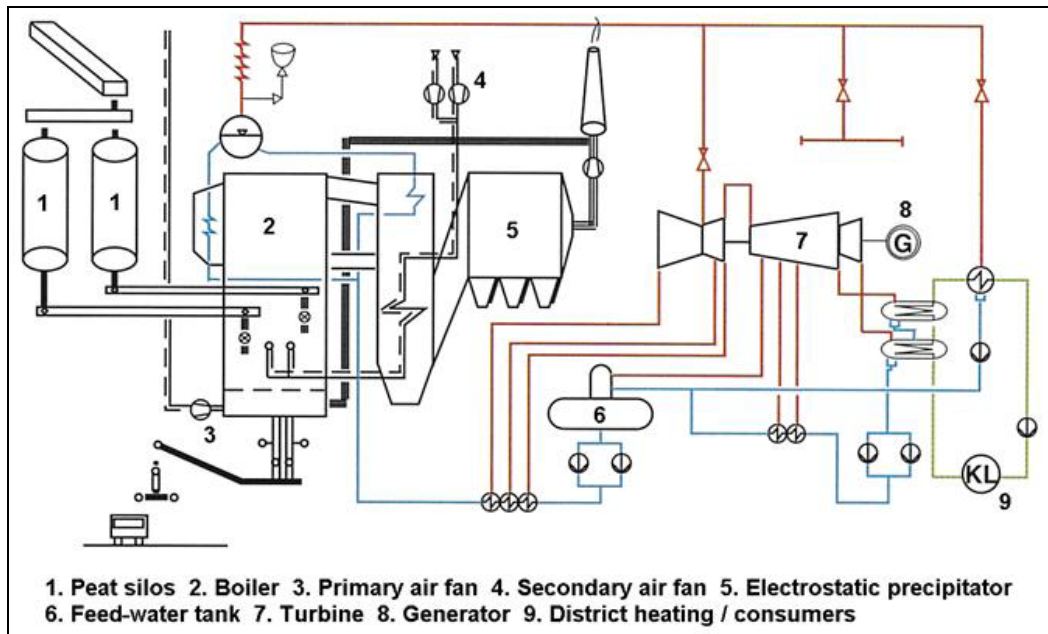 4
1
1
2
5
8
7
G
3
6
KL
9
1. Peat silos 2. Boiler 3. Primary air fan 4. Secondary air fan 5. Electrostatic precipitator
6. Feed-water tank 7. Turbine 8. Generator 9. District heating / consumers